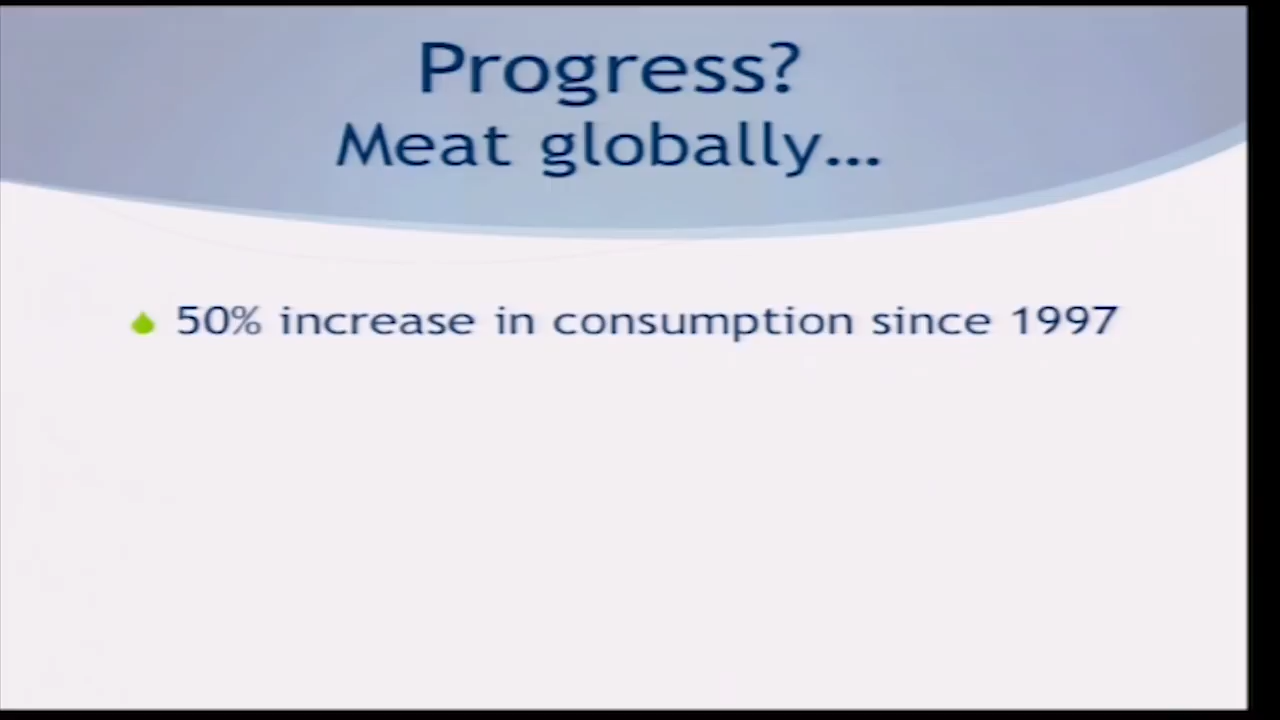 Progress?
Meat globally…
50% increase in consumption since 1997